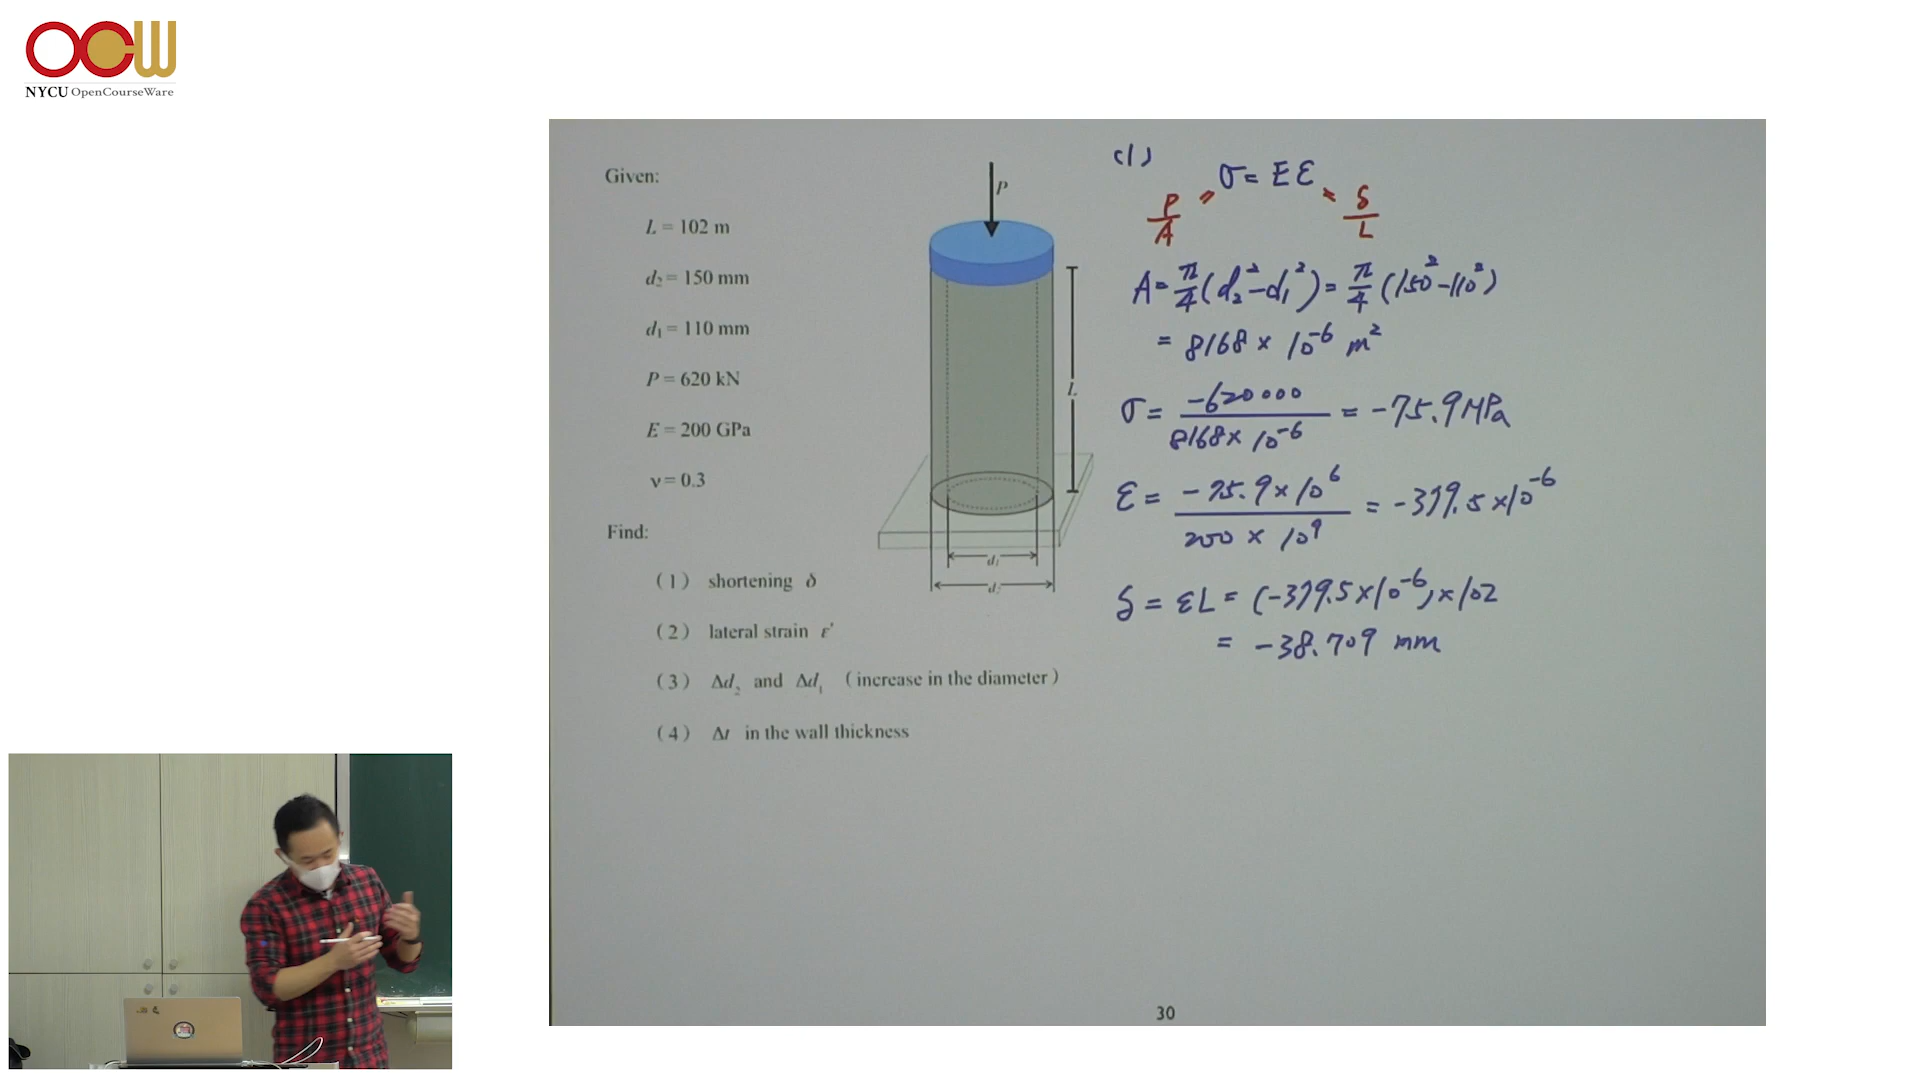 OCW
NYCU OpenCourseWare
Given:
L = 102 m
d₂ = 150 mm
d₁ = 110 mm
P = 620 kN
E = 200 GPa
ν = 0.3
Find:
(1) shortening δ
(2) lateral strain ε'
(3) Δd₂ and Δd₁ (increase in the diameter)
(4) Δt in the wall thickness
P
L
d₁
d₂
(1)
σ = Eε
P/A = = δ/L
A = π/4 (d₂² - d₁²) = π/4 (150² - 110²)
= 8168 × 10⁻⁶ m²
σ = -620000 / 8168 × 10⁻⁶ = -75.9 MPa
ε = -75.9 × 10⁶ / 200 × 10⁹ = -379.5 × 10⁻⁶
δ = εL = (-379.5 × 10⁻⁶) × 102
= -38.709 mm
30